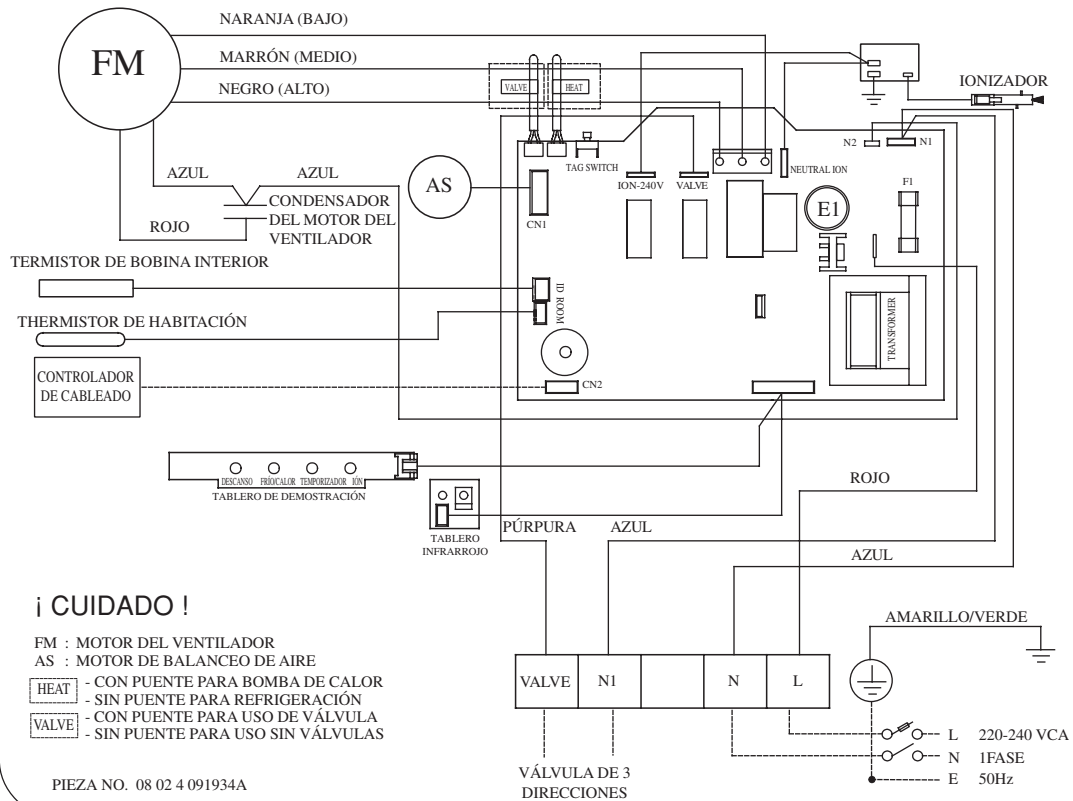 NARANJA (BAJO)
FM
MARRÓN (MEDIO)
NEGRO (ALTO)
VALVE
HEAT
IONIZADOR
TAG SWITCH
N2
N1
AZUL
AZUL
AS
ION-240V
VALVE
NEUTRAL ION
F1
CONDENSADOR
DEL MOTOR DEL
VENTILADOR
ROJO
CN1
E1
TERMISTOR DE BOBINA INTERIOR
ID
ROOM
THERMISTOR DE HABITACIÓN
TRANSFORMER
CONTROLADOR
DE CABLEADO
CN2
DESCANSO FRÍO/CALOR TEMPORIZADOR IÓN
TABLERO DE DEMOSTRACIÓN
TABLERO
INFRARROJO
ROJO
PÚRPURA
AZUL
AZUL
¡ CUIDADO !
FM : MOTOR DEL VENTILADOR
AS : MOTOR DE BALANCEO DE AIRE
HEAT - CON PUENTE PARA BOMBA DE CALOR
- SIN PUENTE PARA REFRIGERACIÓN
VALVE - CON PUENTE PARA USO DE VÁLVULA
- SIN PUENTE PARA USO SIN VÁLVULAS
AMARILLO/VERDE
VALVE N1 N L
L 220-240 VCA
N 1FASE
E 50Hz
VÁLVULA DE 3
DIRECCIONES
PIEZA NO. 08 02 4 091934A